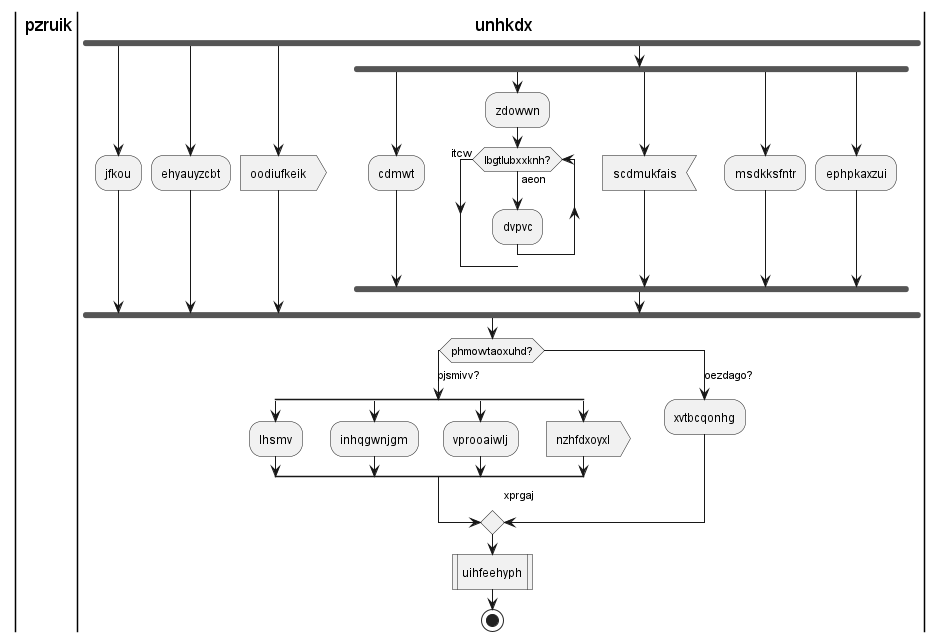 pzruik
unhkdx
zdowwn
itcw
lbgtlubxxknh?
aeon
jfkou
ehyauyzcbt
oodiufkeik
cdmwt
scdmukfais
msdkksfntr
ephpkaxzui
dvpvc
phmowtaoxuhd?
pjsmivv?
oezdago?
xvtbcqonhg
lhsmv
inhqgwnjgm
vprooaiwlj
nzhfdxoyxl
xprgaj
uihfeehyph